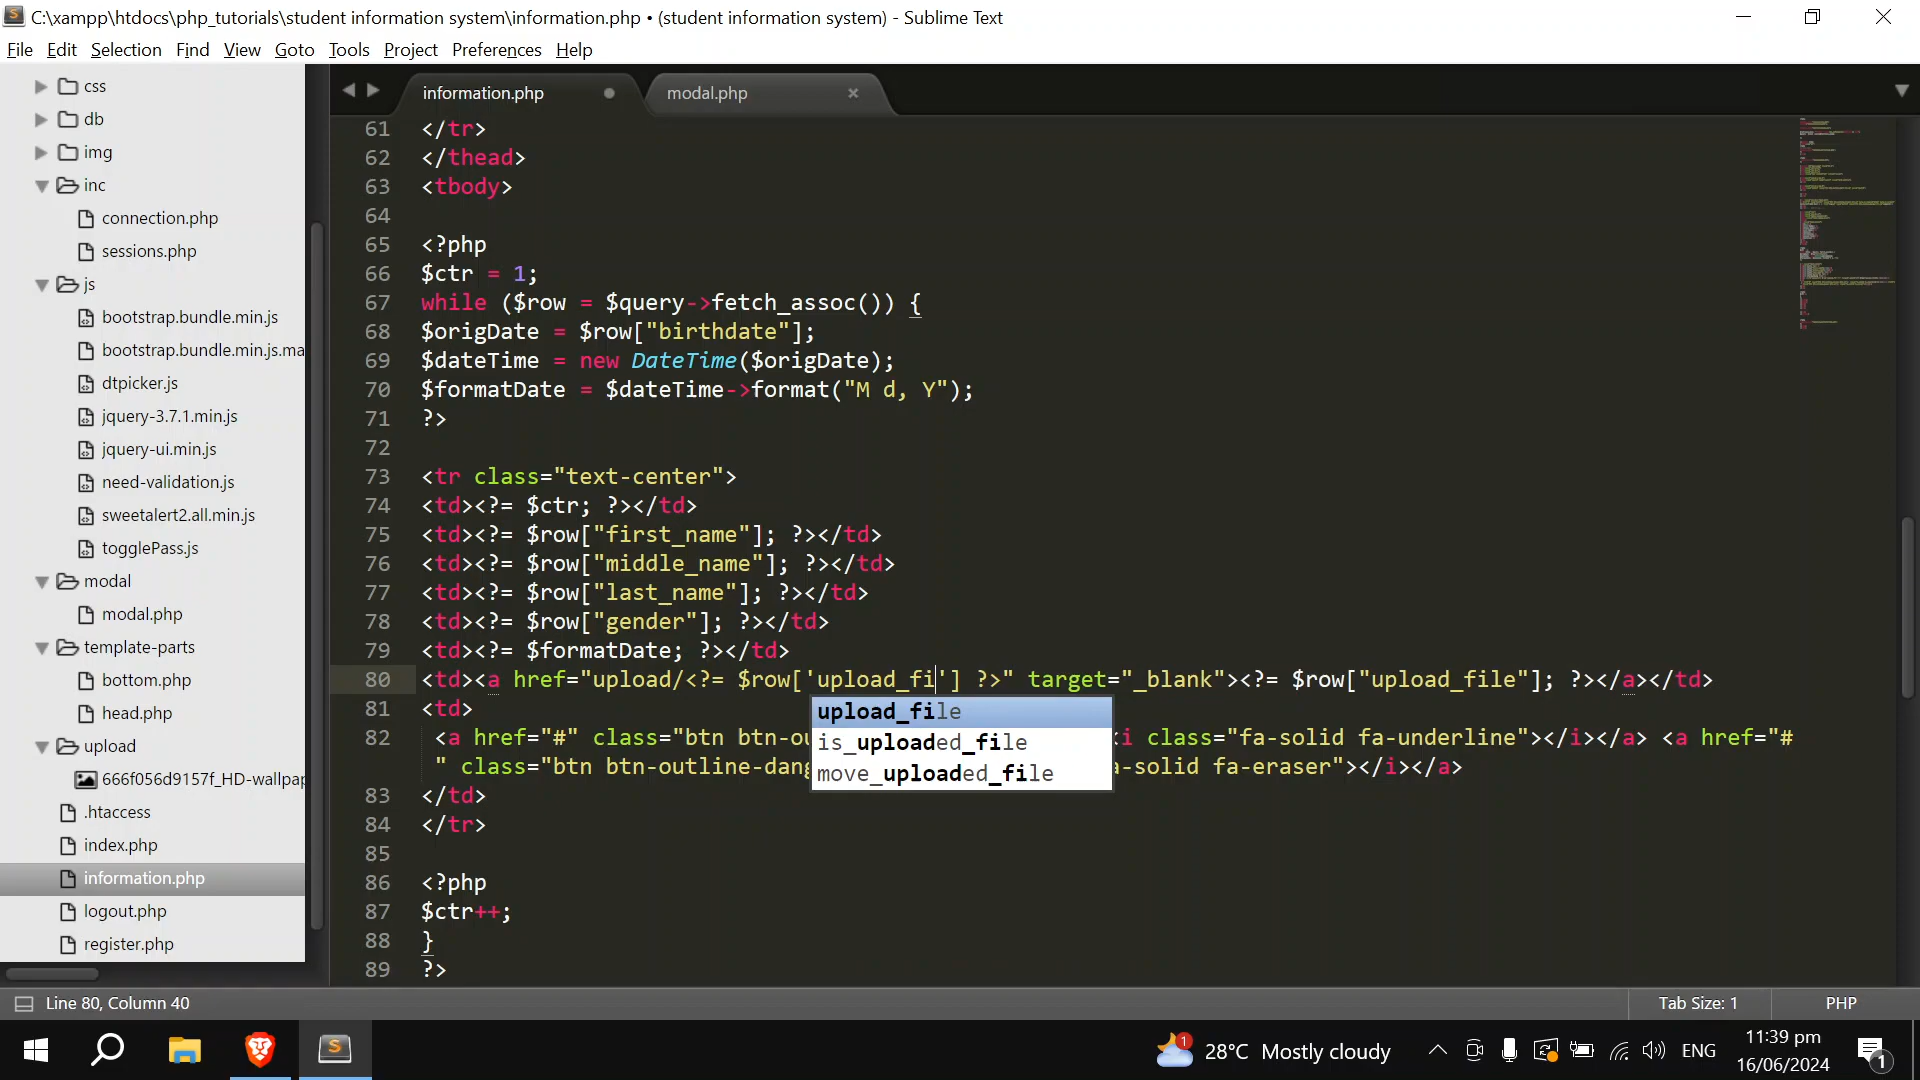 C:\xampp\htdocs\php_tutorials\student information system\information.php • (student information system) - Sublime Text
File Edit Selection Find View Goto Tools Project Preferences Help
css
db
img
inc
connection.php
sessions.php
js
bootstrap.bundle.min.js
bootstrap.bundle.min.js.ma
dtpicker.js
jquery-3.7.1.min.js
jquery-ui.min.js
need-validation.js
sweetalert2.all.min.js
togglePass.js
modal
modal.php
template-parts
bottom.php
head.php
upload
666f056d9157f_HD-wallpap
.htaccess
index.php
information.php
logout.php
register.php
information.php modal.php
61 </tr>
62 </thead>
63 <tbody>
64
65 <?php
66 $ctr = 1;
67 while ($row = $query->fetch_assoc()) {
68 $origDate = $row["birthdate"];
69 $dateTime = new DateTime($origDate);
70 $formatDate = $dateTime->format("M d, Y");
71 ?>
72
73 <tr class="text-center">
74 <td><?= $ctr; ?></td>
75 <td><?= $row["first_name"]; ?></td>
76 <td><?= $row["middle_name"]; ?></td>
77 <td><?= $row["last_name"]; ?></td>
78 <td><?= $row["gender"]; ?></td>
79 <td><?= $formatDate; ?></td>
80 <td><a href="upload/<?= $row['upload_fi'] ?>" target="_blank"><?= $row["upload_file"]; ?></a></td>
81 <td>
upload_file
is_uploaded_file
move_uploaded_file
82 <a href="#" class="btn btn-ou i class="fa-solid fa-underline"></i></a> <a href="#
" class="btn btn-outline-dang a-solid fa-eraser"></i></a>
83 </td>
84 </tr>
85
86 <?php
87 $ctr++;
88 }
89 ?>
Line 80, Column 40 Tab Size: 1 PHP
1 28°C Mostly cloudy ENG 11:39 pm
16/06/2024 1